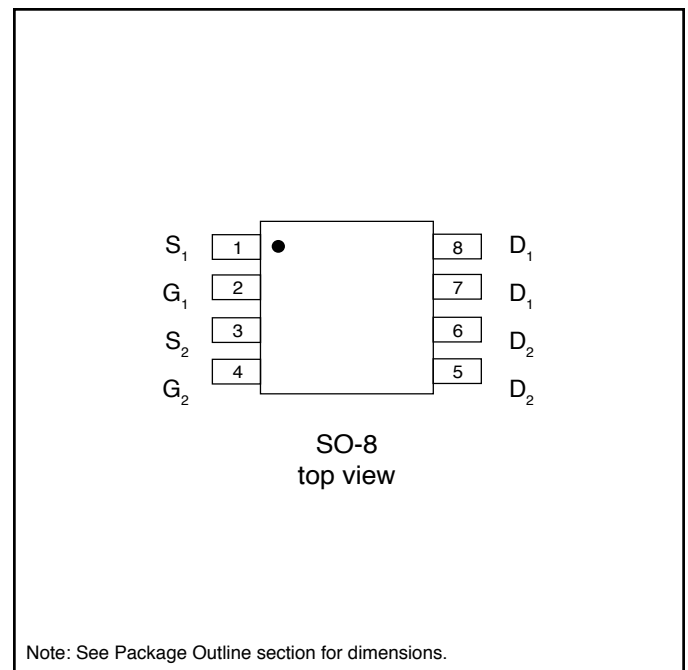 S₁ 1 8 D₁
G₁ 2 7 D₁
S₂ 3 6 D₂
G₂ 4 5 D₂
SO-8
top view
Note: See Package Outline section for dimensions.